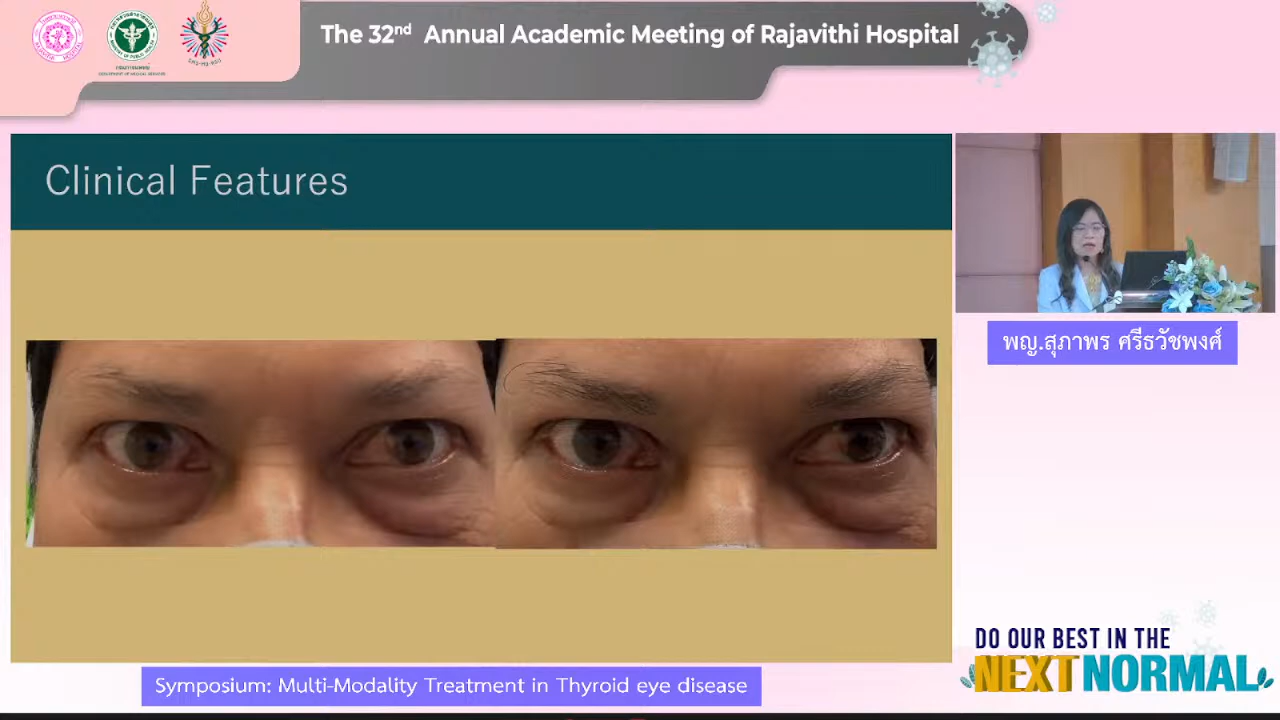 The 32nd Annual Academic Meeting of Rajavithi Hospital
Clinical Features
พญ.สุภาพร ศรีธวัชพงศ์
DO OUR BEST IN THE
NEXT NORMAL
Symposium: Multi-Modality Treatment in Thyroid eye disease